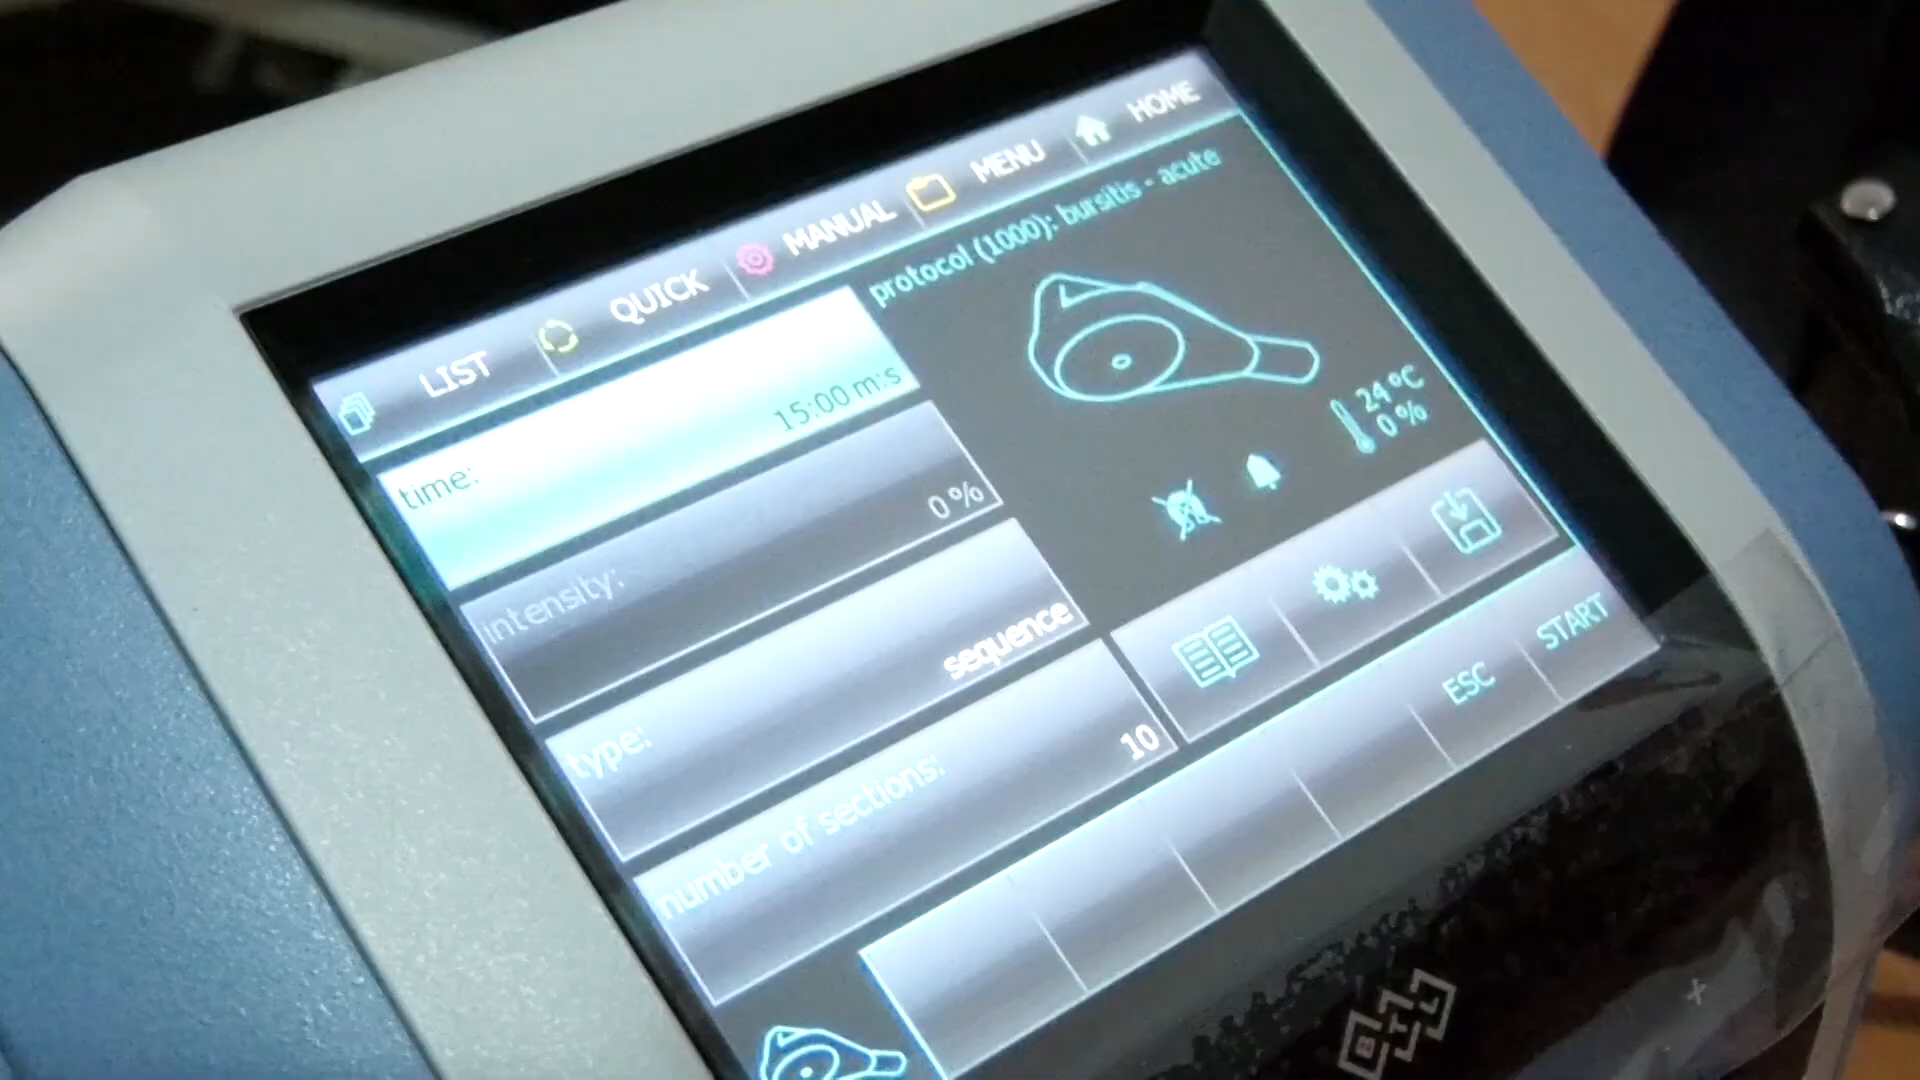 LIST QUICK MANUAL MENU HOME
protocol (1000): bursitis - acute
time: 15:00 m:s
24 °C
0 %
intensity: 0 %
type: sequence
number of sections: 10
ESC START
BTL